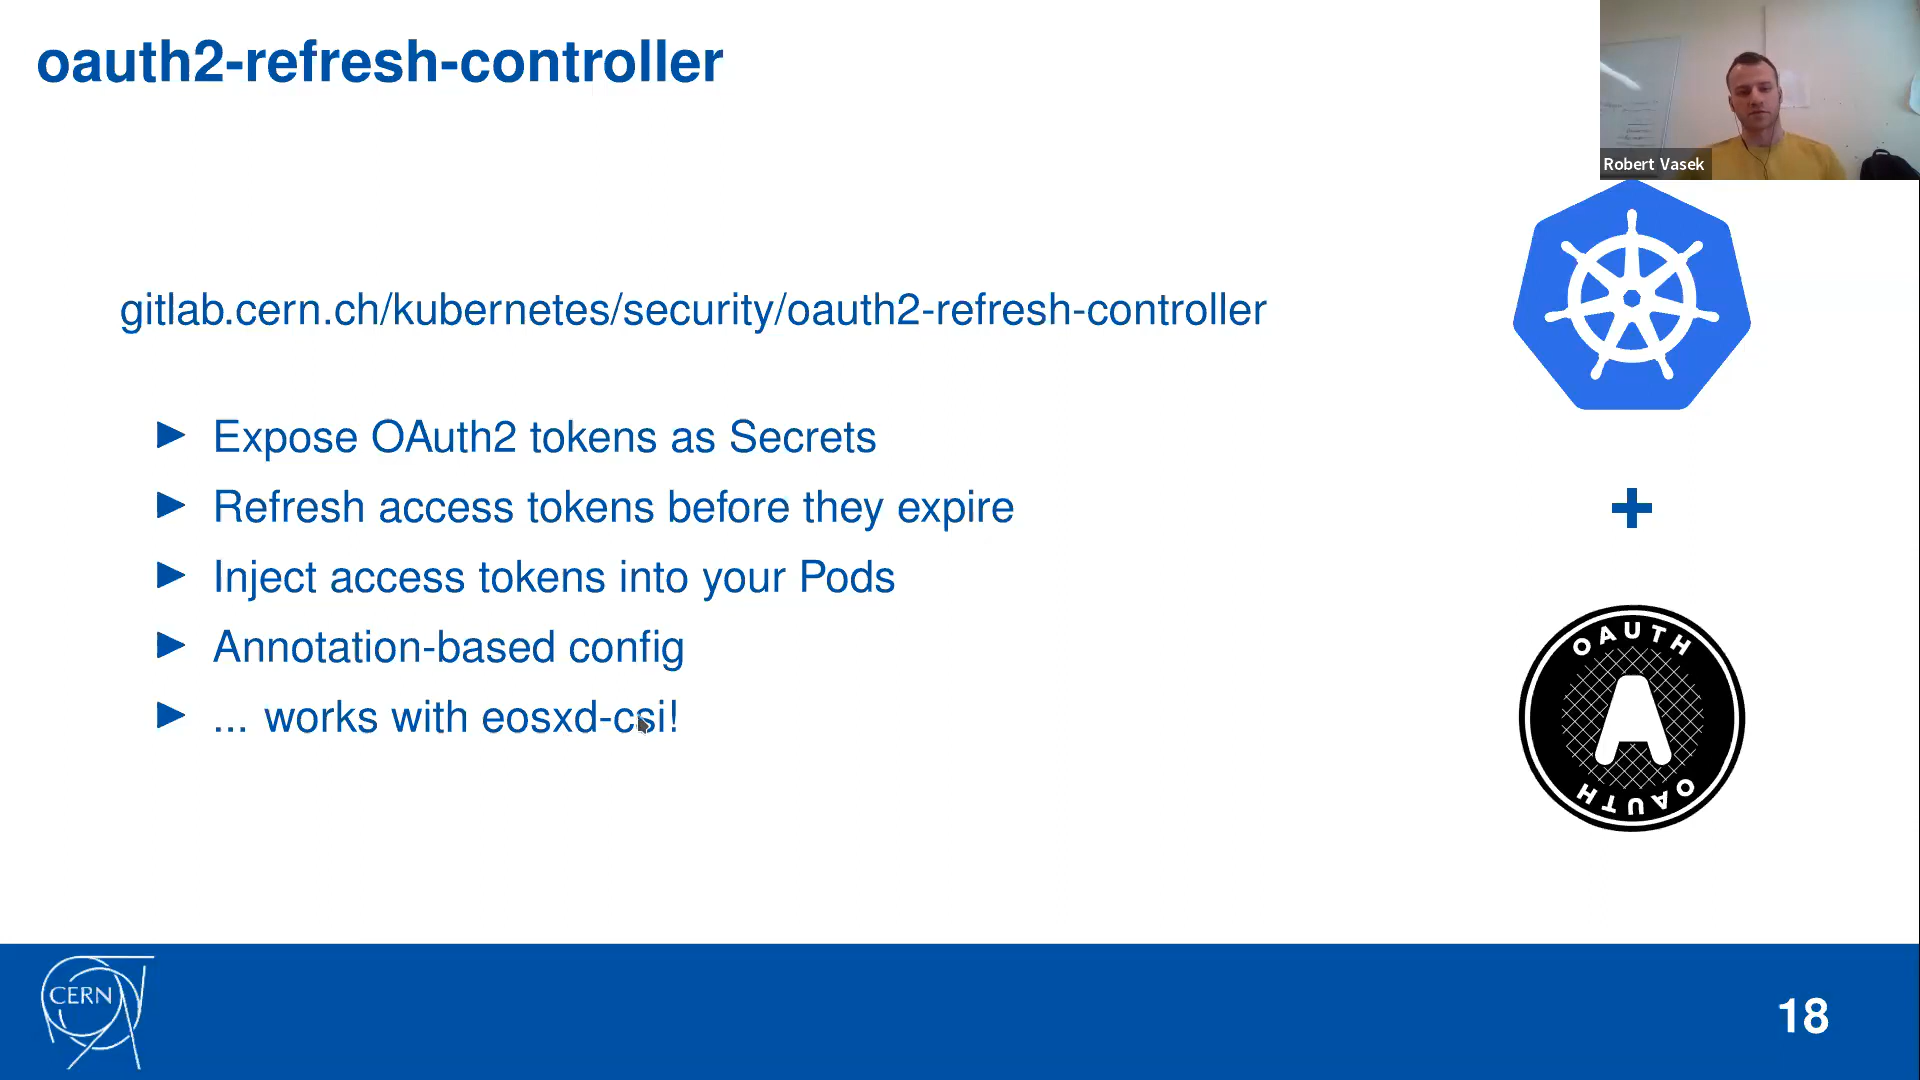 oauth2-refresh-controller
Robert Vasek
gitlab.cern.ch/kubernetes/security/oauth2-refresh-controller
► Expose OAuth2 tokens as Secrets
► Refresh access tokens before they expire
► Inject access tokens into your Pods
► Annotation-based config
► ... works with eosxd-csi!
OAUTH
A
OAUTH
CERN
18